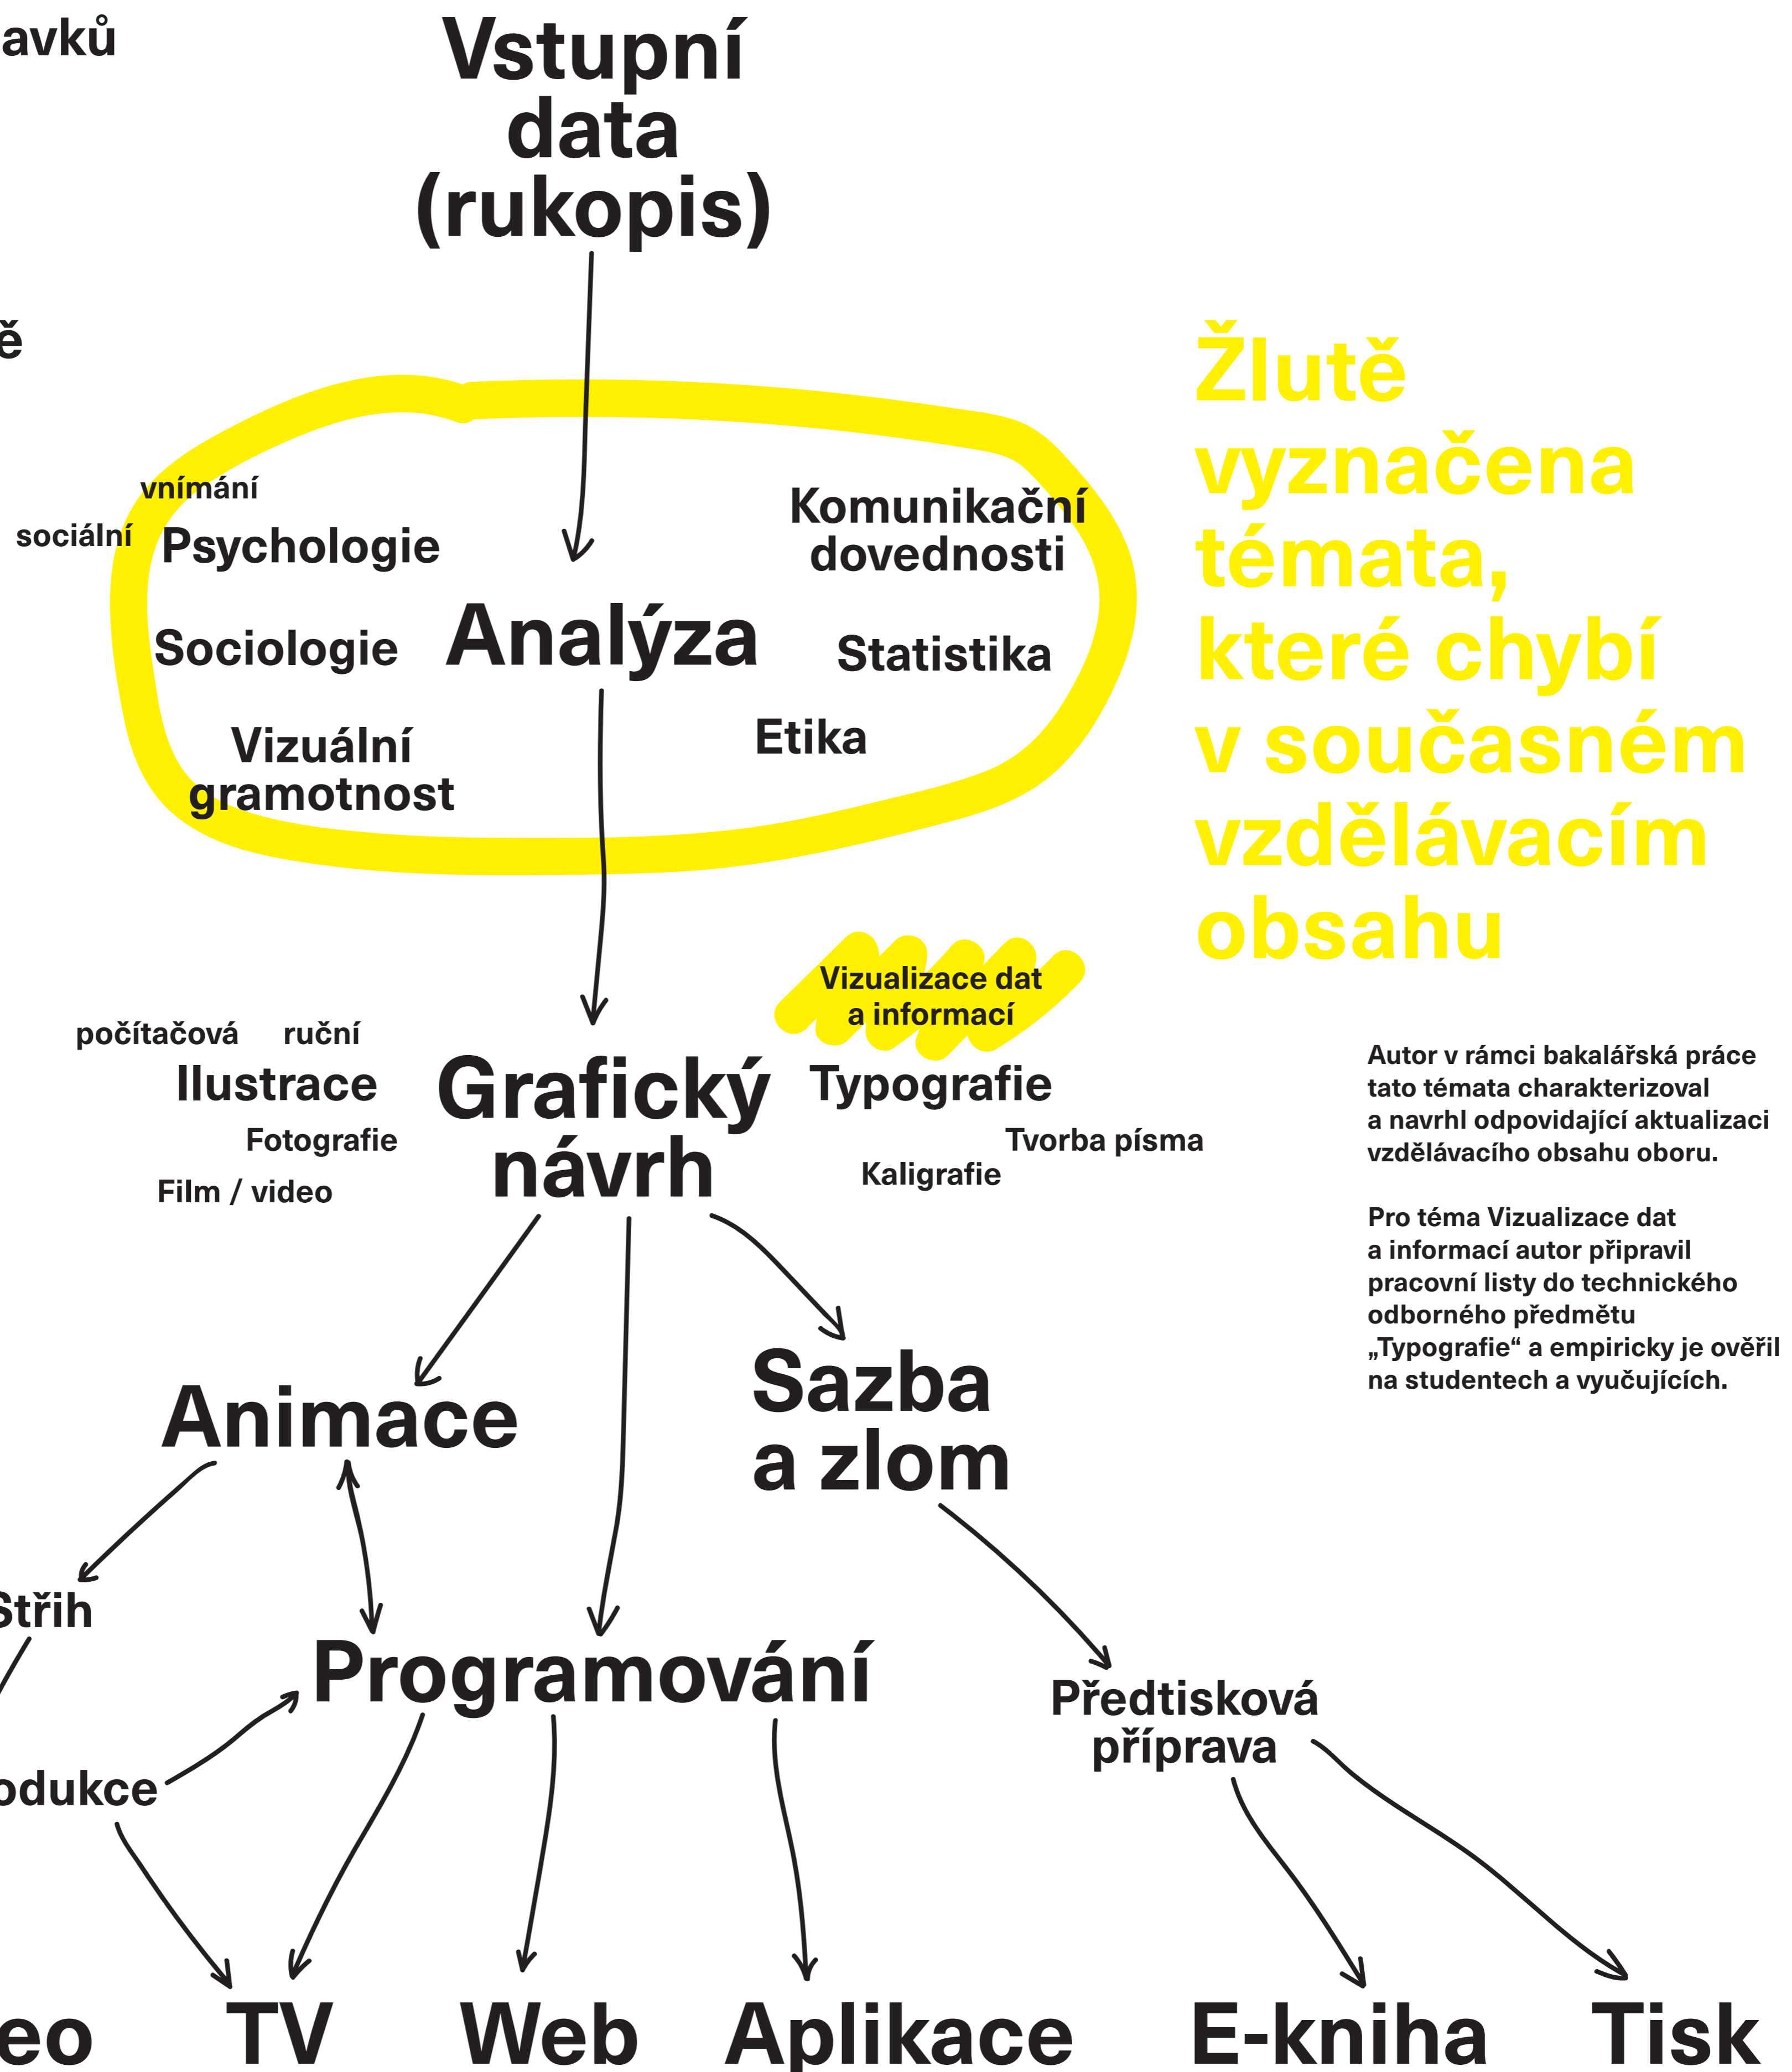 avků
Vstupní
data
(rukopis)
ě
Žlutě
vyznačena
témata,
které chybí
v současném
vzdělávacím
obsahu
vnímání
sociální
Psychologie
Komunikační
dovednosti
Sociologie
Analýza
Statistika
Vizuální
gramotnost
Etika
Vizualizace dat
a informací
počítačová
ruční
Ilustrace
Fotografie
Film / video
Grafický
návrh
Typografie
Tvorba písma
Kaligrafie
Autor v rámci bakalářská práce
tato témata charakterizoval
a navrhl odpovídající aktualizaci
vzdělávacího obsahu oboru.
Pro téma Vizualizace dat
a informací autor připravil
pracovní listy do technického
odborného předmětu
„Typografie“ a empiricky je ověřil
na studentech a vyučujících.
Animace
Sazba
a zlom
Střih
Programování
Předtisková
příprava
odukce
eo
TV
Web
Aplikace
E-kniha
Tisk